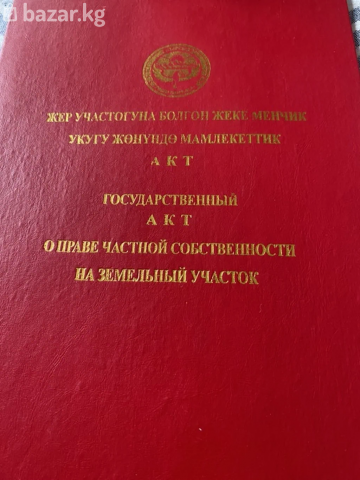 bazar.kg
ЖЕР УЧАСТОГУНА БОЛГОН ЖЕКЕ МЕНЧИК
УКУГУ ЖӨНҮНДӨ МАМЛЕКЕТТИК
АКТ
ГОСУДАРСТВЕННЫЙ
АКТ
О ПРАВЕ ЧАСТНОЙ СОБСТВЕННОСТИ
НА ЗЕМЕЛЬНЫЙ УЧАСТОК